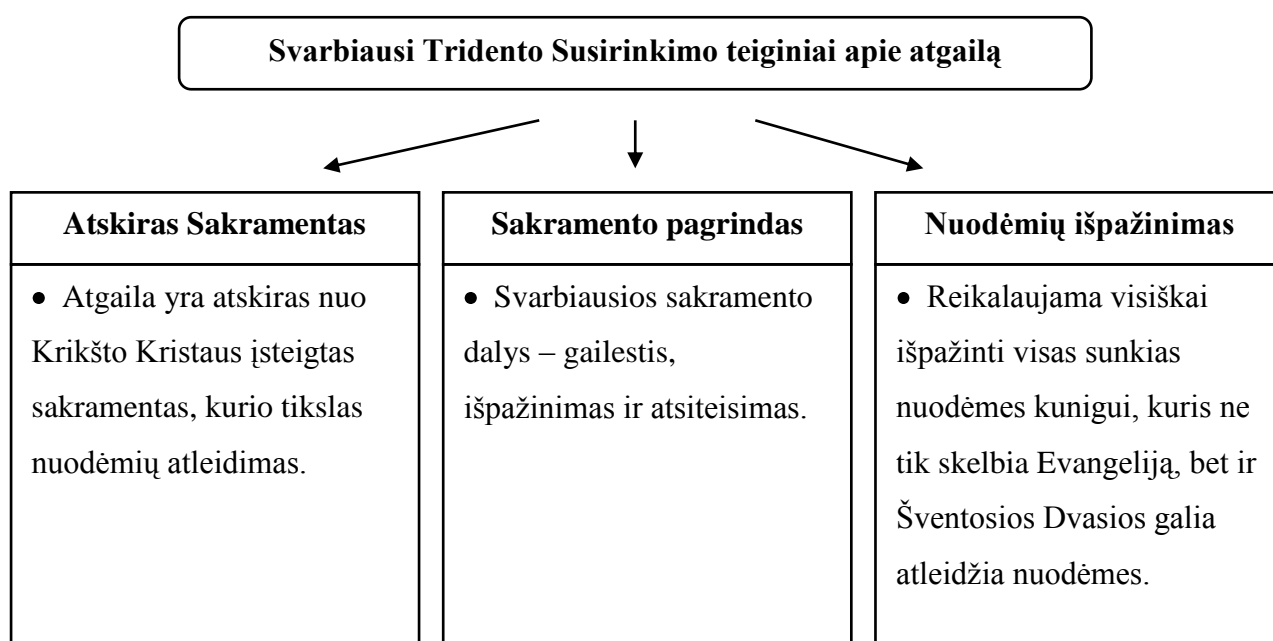 Svarbiausi Tridento Susirinkimo teiginiai apie atgailą
Atskiras Sakramentas
• Atgaila yra atskiras nuo
Krikšto Kristaus įsteigtas
sakramentas, kurio tikslas
nuodėmių atleidimas.
Sakramento pagrindas
• Svarbiausios sakramento
dalys – gailestis,
išpažinimas ir atsiteisimas.
Nuodėmių išpažinimas
• Reikalaujama visiškai
išpažinti visas sunkias
nuodėmes kunigui, kuris ne
tik skelbia Evangeliją, bet ir
Šventosios Dvasios galia
atleidžia nuodėmes.